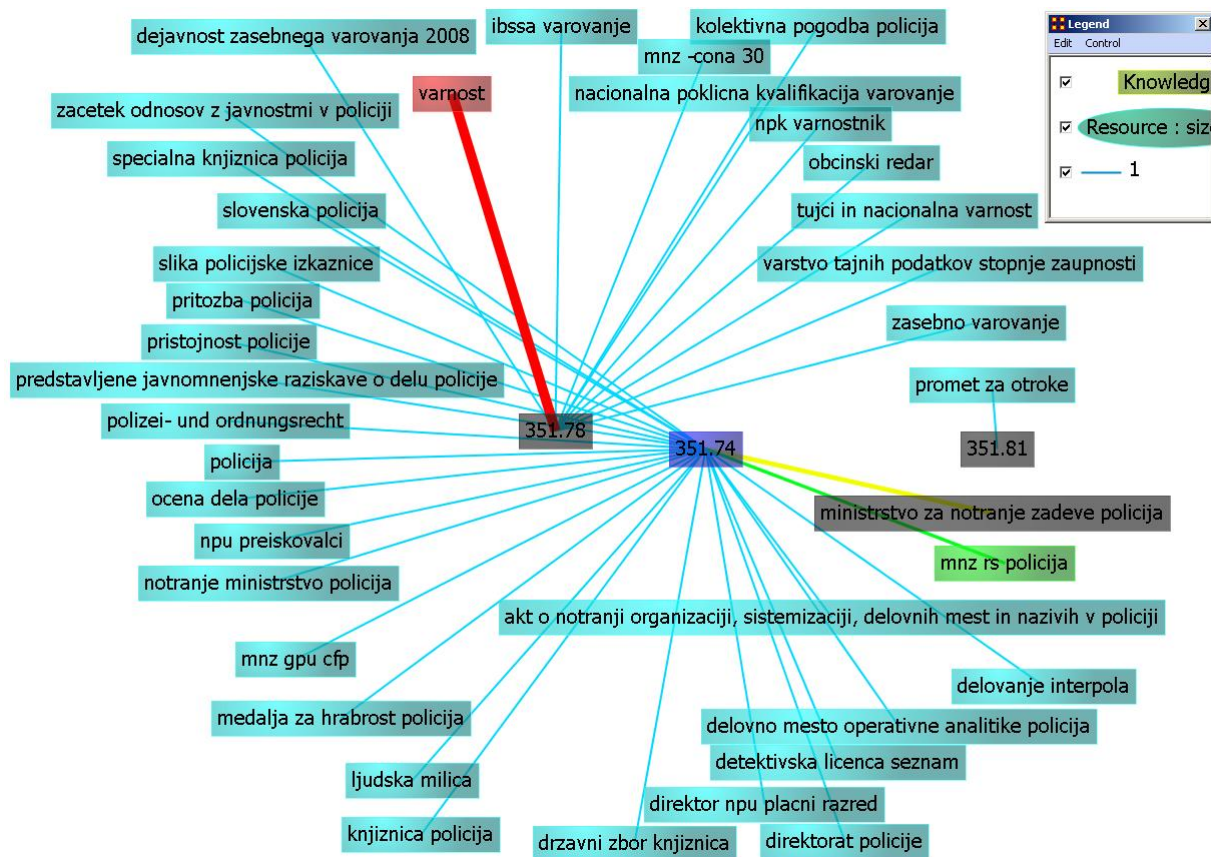 dejavnost zasebnega varovanja 2008
ibssa varovanje
kolektivna pogodba policija
mnz -cona 30
varnost
nacionalna poklicna kvalifikacija varovanje
zacetek odnosov z javnostmi v policiji
npk varnostnik
specialna knjiznica policija
obcinski redar
slovenska policija
tujci in nacionalna varnost
slika policijske izkaznice
varstvo tajnih podatkov stopnje zaupnosti
pritozba policija
zasebno varovanje
pristojnost policije
predstavljene javnomnenjske raziskave o delu policije
promet za otroke
polizei- und ordnungsrecht
351.78
351.74
351.81
policija
ocena dela policije
ministrstvo za notranje zadeve policija
npu preiskovalci
mnz rs policija
notranje ministrstvo policija
akt o notranji organizaciji, sistemizaciji, delovnih mest in nazivih v policiji
mnz gpu cfp
delovanje interpola
medalja za hrabrost policija
delovno mesto operativne analitike policija
detektivska licenca seznam
ljudska milica
direktor npu placni razred
knjiznica policija
drzavni zbor knjiznica
direktorat policije
Legend
Edit Control
Knowledg
Resource : siz
1